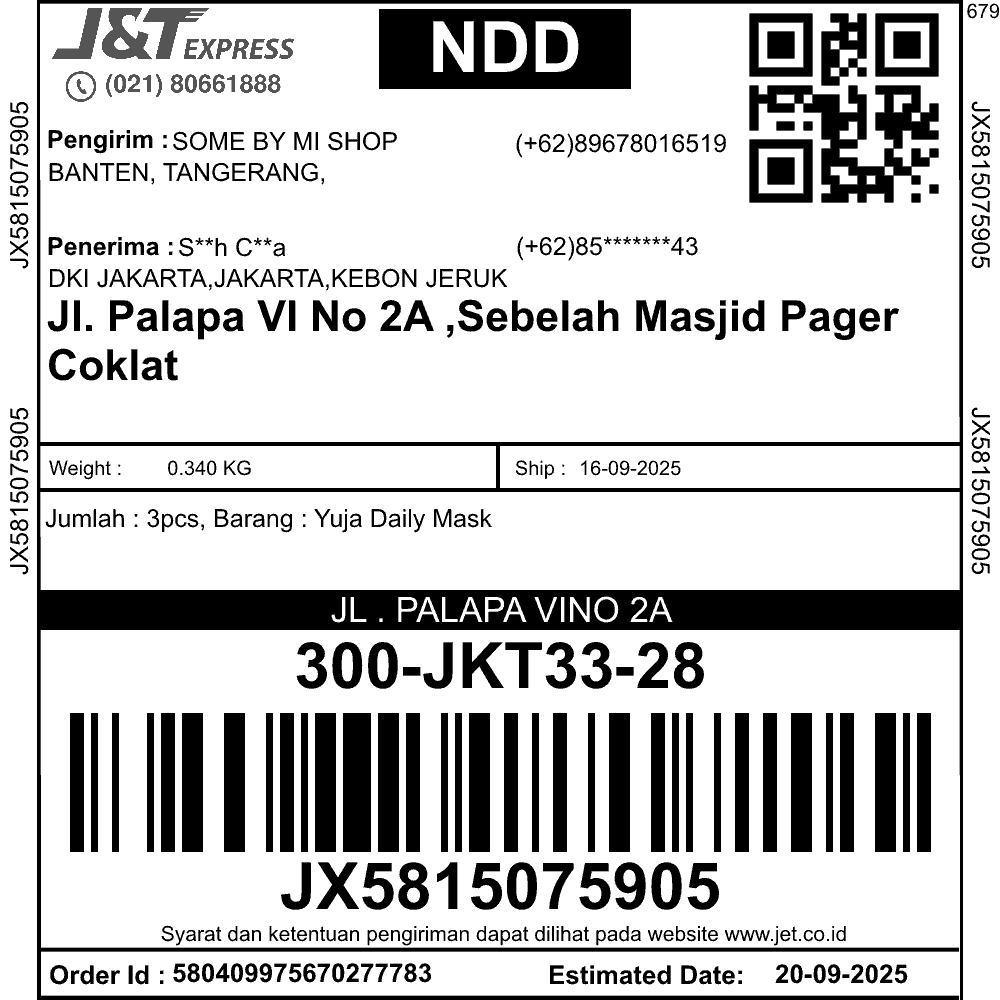 J&T EXPRESS
(021) 80661888
NDD
679
Pengirim : SOME BY MI SHOP (+62)89678016519
BANTEN, TANGERANG,
Penerima : S**h C**a (+62)85*******43
DKI JAKARTA,JAKARTA,KEBON JERUK
Jl. Palapa VI No 2A ,Sebelah Masjid Pager
Coklat
JX5815075905
JX5815075905
JX5815075905
JX5815075905
Weight : 0.340 KG
Ship : 16-09-2025
Jumlah : 3pcs, Barang : Yuja Daily Mask
JL . PALAPA VINO 2A
300-JKT33-28
JX5815075905
Syarat dan ketentuan pengiriman dapat dilihat pada website www.jet.co.id
Order Id : 580409975670277783
Estimated Date: 20-09-2025